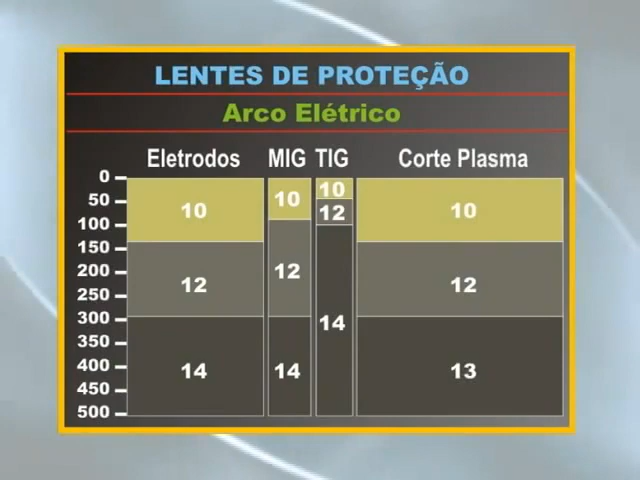 LENTES DE PROTEÇÃO
Arco Elétrico
Eletrodos MIG TIG Corte Plasma
0
50
100
150
200
250
300
350
400
450
500
10 10 10 10
12
12 12 12
14
14 14 13